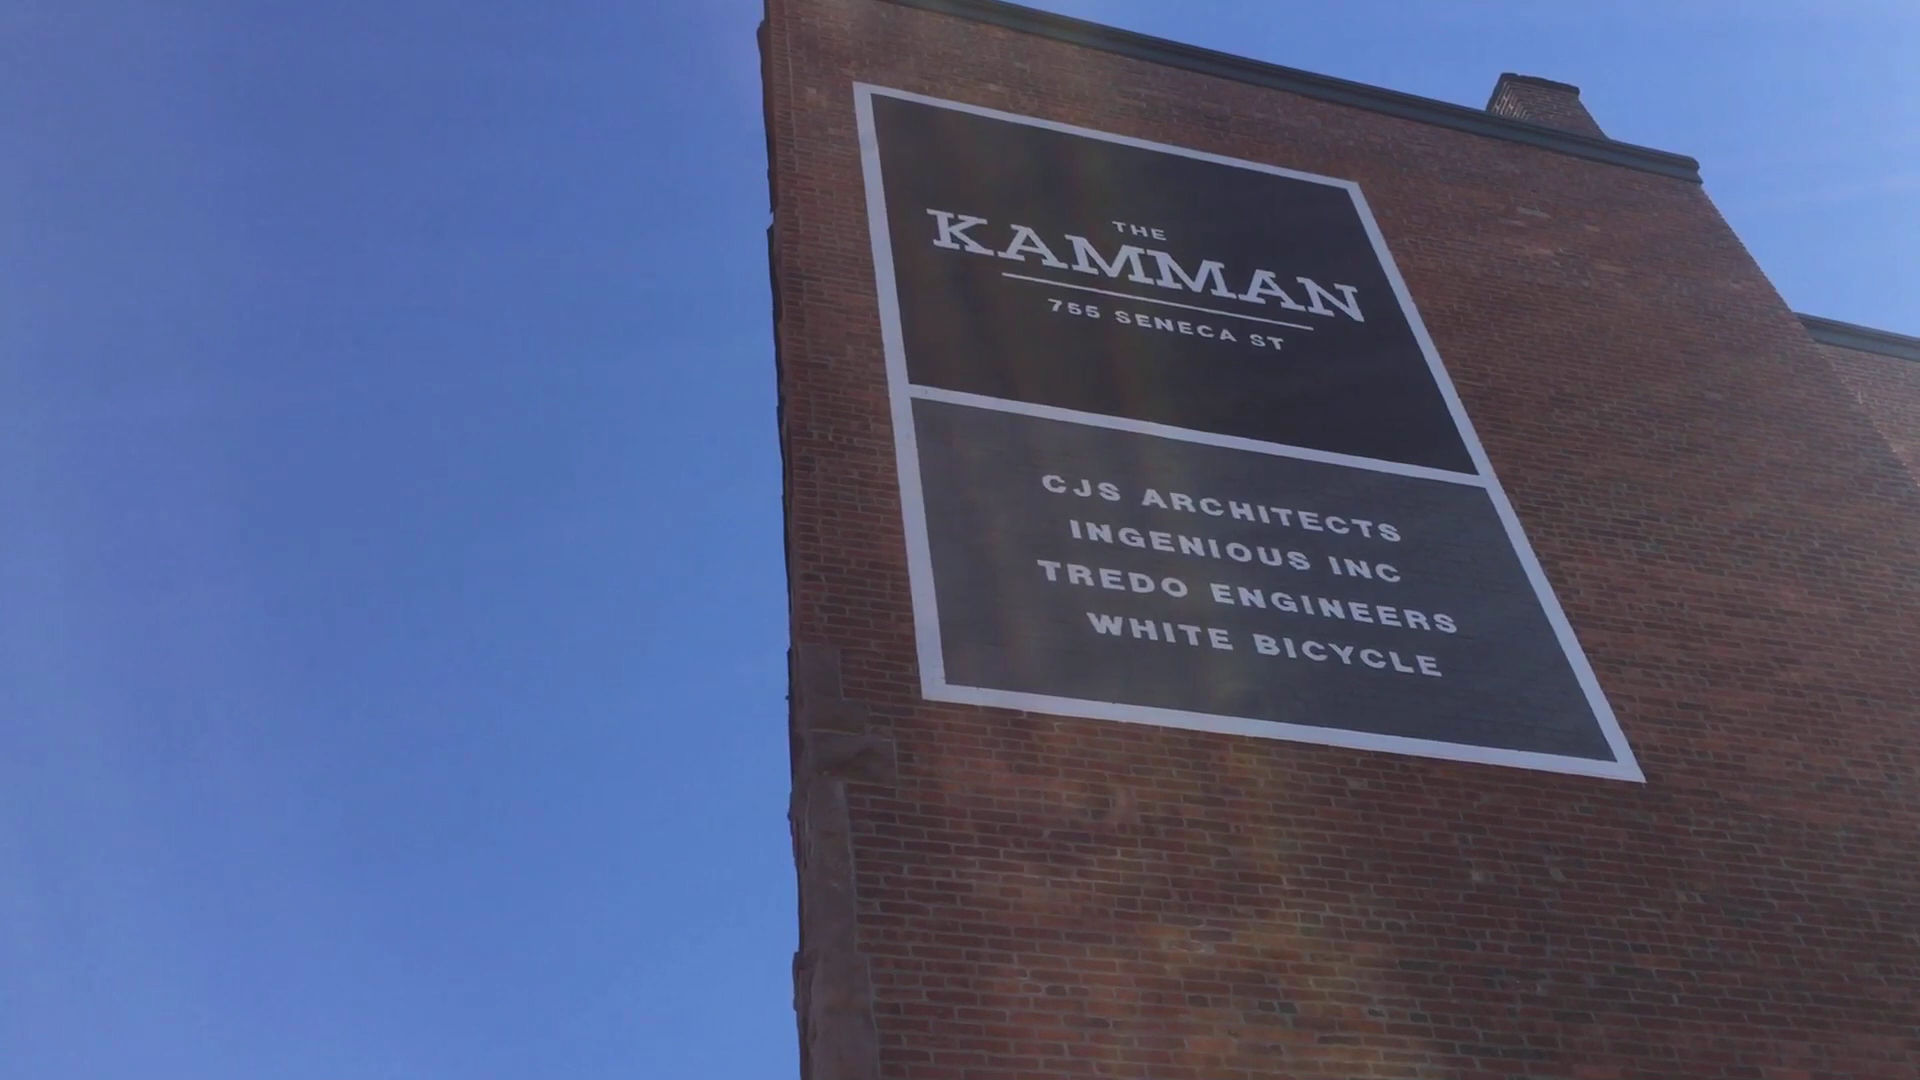 THE
KAMMAN
755 SENECA ST
CJS ARCHITECTS
INGENIOUS INC
TREDO ENGINEERS
WHITE BICYCLE